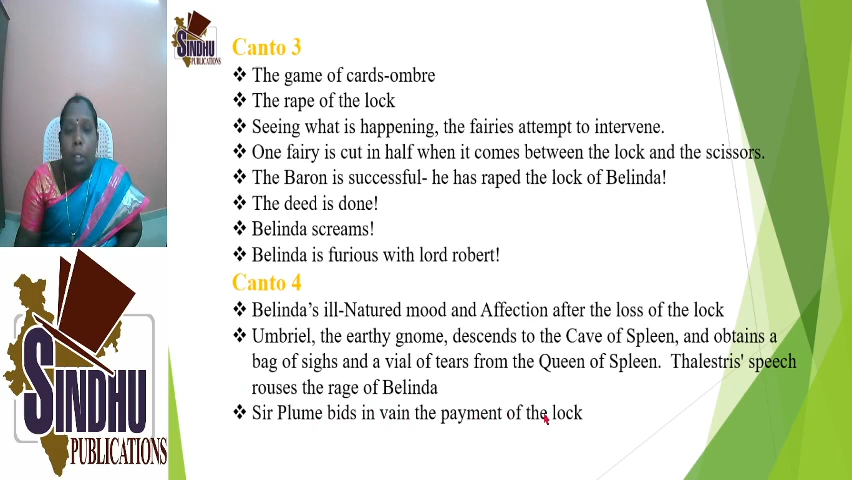 SINDHU
PUBLICATIONS
Canto 3
❖ The game of cards-ombre
❖ The rape of the lock
❖ Seeing what is happening, the fairies attempt to intervene.
❖ One fairy is cut in half when it comes between the lock and the scissors.
❖ The Baron is successful- he has raped the lock of Belinda!
❖ The deed is done!
❖ Belinda screams!
❖ Belinda is furious with lord robert!
Canto 4
❖ Belinda's ill-Natured mood and Affection after the loss of the lock
❖ Umbriel, the earthy gnome, descends to the Cave of Spleen, and obtains a
bag of sighs and a vial of tears from the Queen of Spleen. Thalestris' speech
rouses the rage of Belinda
❖ Sir Plume bids in vain the payment of the lock
SINDHU
PUBLICATIONS